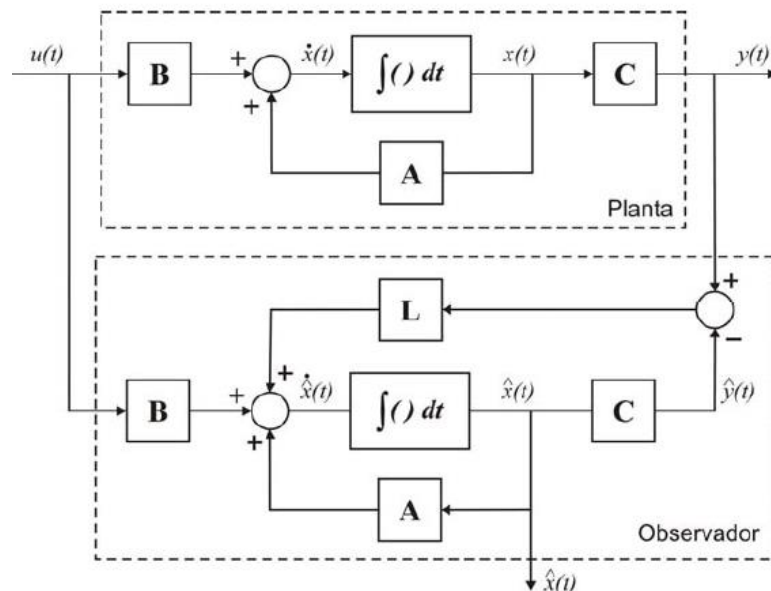 u(t)
B
+
+
ẋ(t)
∫() dt
x(t)
C
y(t)
A
Planta
+
−
L
+
B
+
+
x̂̇(t)
∫() dt
x̂(t)
C
ŷ(t)
A
Observador
x̂(t)